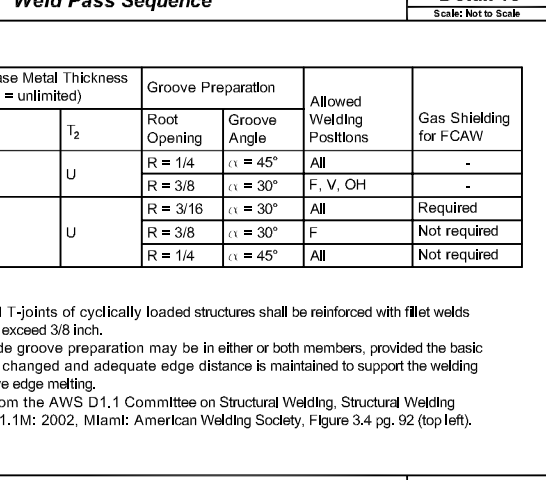 Weld Pass Sequence
Scale: Not to Scale
ase Metal Thickness
= unlimited)
Groove Preparation
Allowed
Welding
Positions
Gas Shielding
for FCAW
T2
Root
Opening
Groove
Angle
U
R = 1/4
α = 45°
All
-
R = 3/8
α = 30°
F, V, OH
-
U
R = 3/16
α = 30°
All
Required
R = 3/8
α = 30°
F
Not required
R = 1/4
α = 45°
All
Not required
T-joints of cyclically loaded structures shall be reinforced with fillet welds
exceed 3/8 inch.
de groove preparation may be in either or both members, provided the basic
changed and adequate edge distance is maintained to support the welding
ve edge melting.
om the AWS D1.1 Committee on Structural Welding, Structural Welding
1.1M: 2002, Miami: American Welding Society, Figure 3.4 pg. 92 (top left).